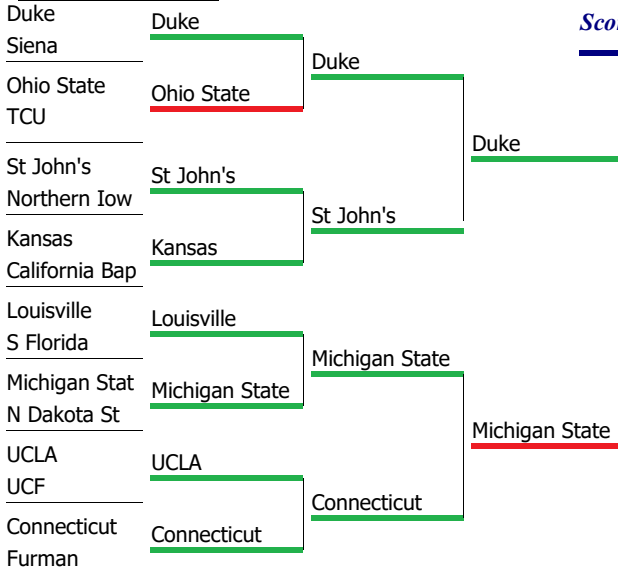 Duke
Siena
Ohio State
TCU
St John's
Northern Iow
Kansas
California Bap
Louisville
S Florida
Michigan Stat
N Dakota St
UCLA
UCF
Connecticut
Furman
Duke
Ohio State
St John's
Kansas
Louisville
Michigan State
UCLA
Connecticut
Duke
St John's
Michigan State
Connecticut
Duke
Michigan State